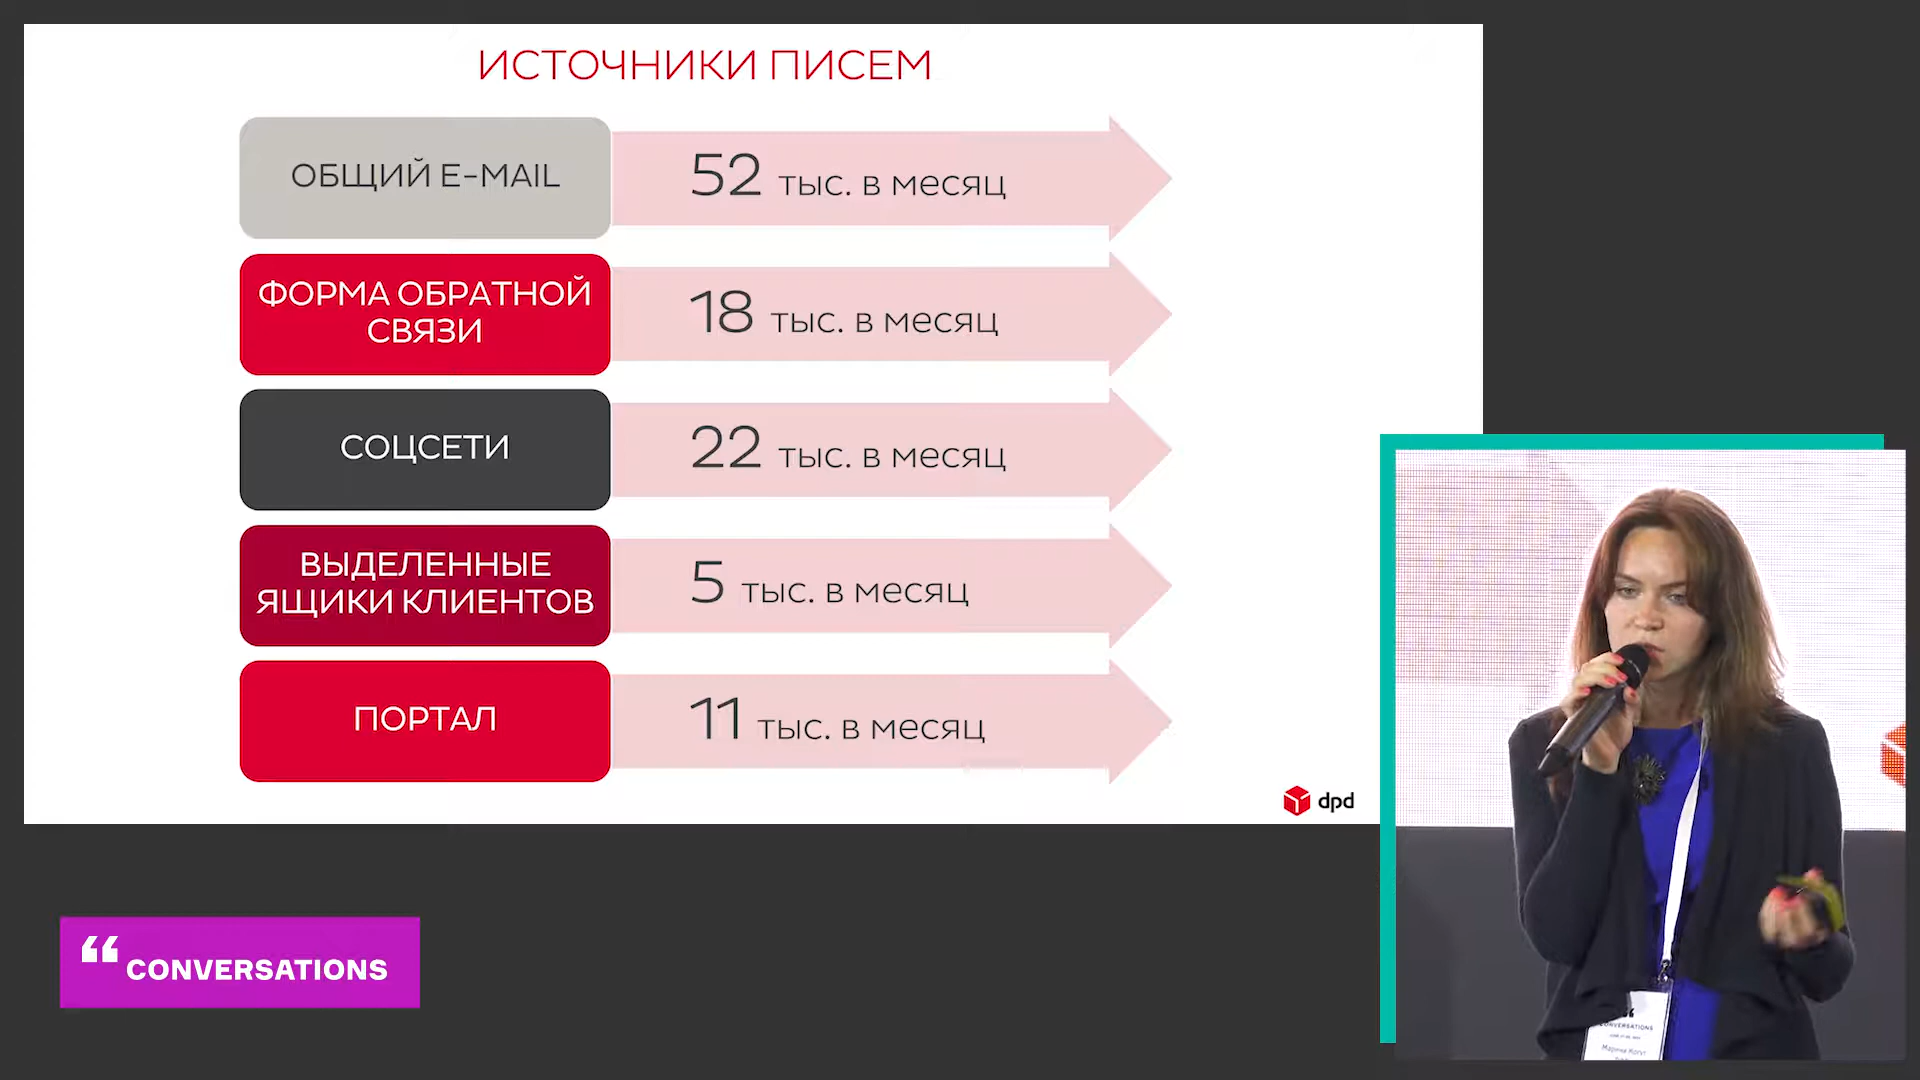 ИСТОЧНИКИ ПИСЕМ
ОБЩИЙ E-MAIL
52 тыс. в месяц
ФОРМА ОБРАТНОЙ
СВЯЗИ
18 тыс. в месяц
СОЦСЕТИ
22 тыс. в месяц
ВЫДЕЛЕННЫЕ
ЯЩИКИ КЛИЕНТОВ
5 тыс. в месяц
ПОРТАЛ
11 тыс. в месяц
dpd
“ CONVERSATIONS
CONVERSATIONS